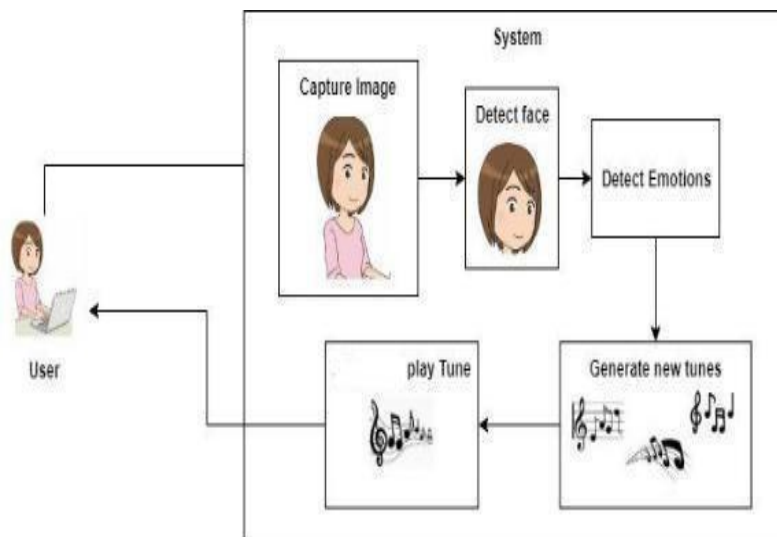 System
Capture Image
Detect face
Detect Emotions
User
play Tune
Generate new tunes